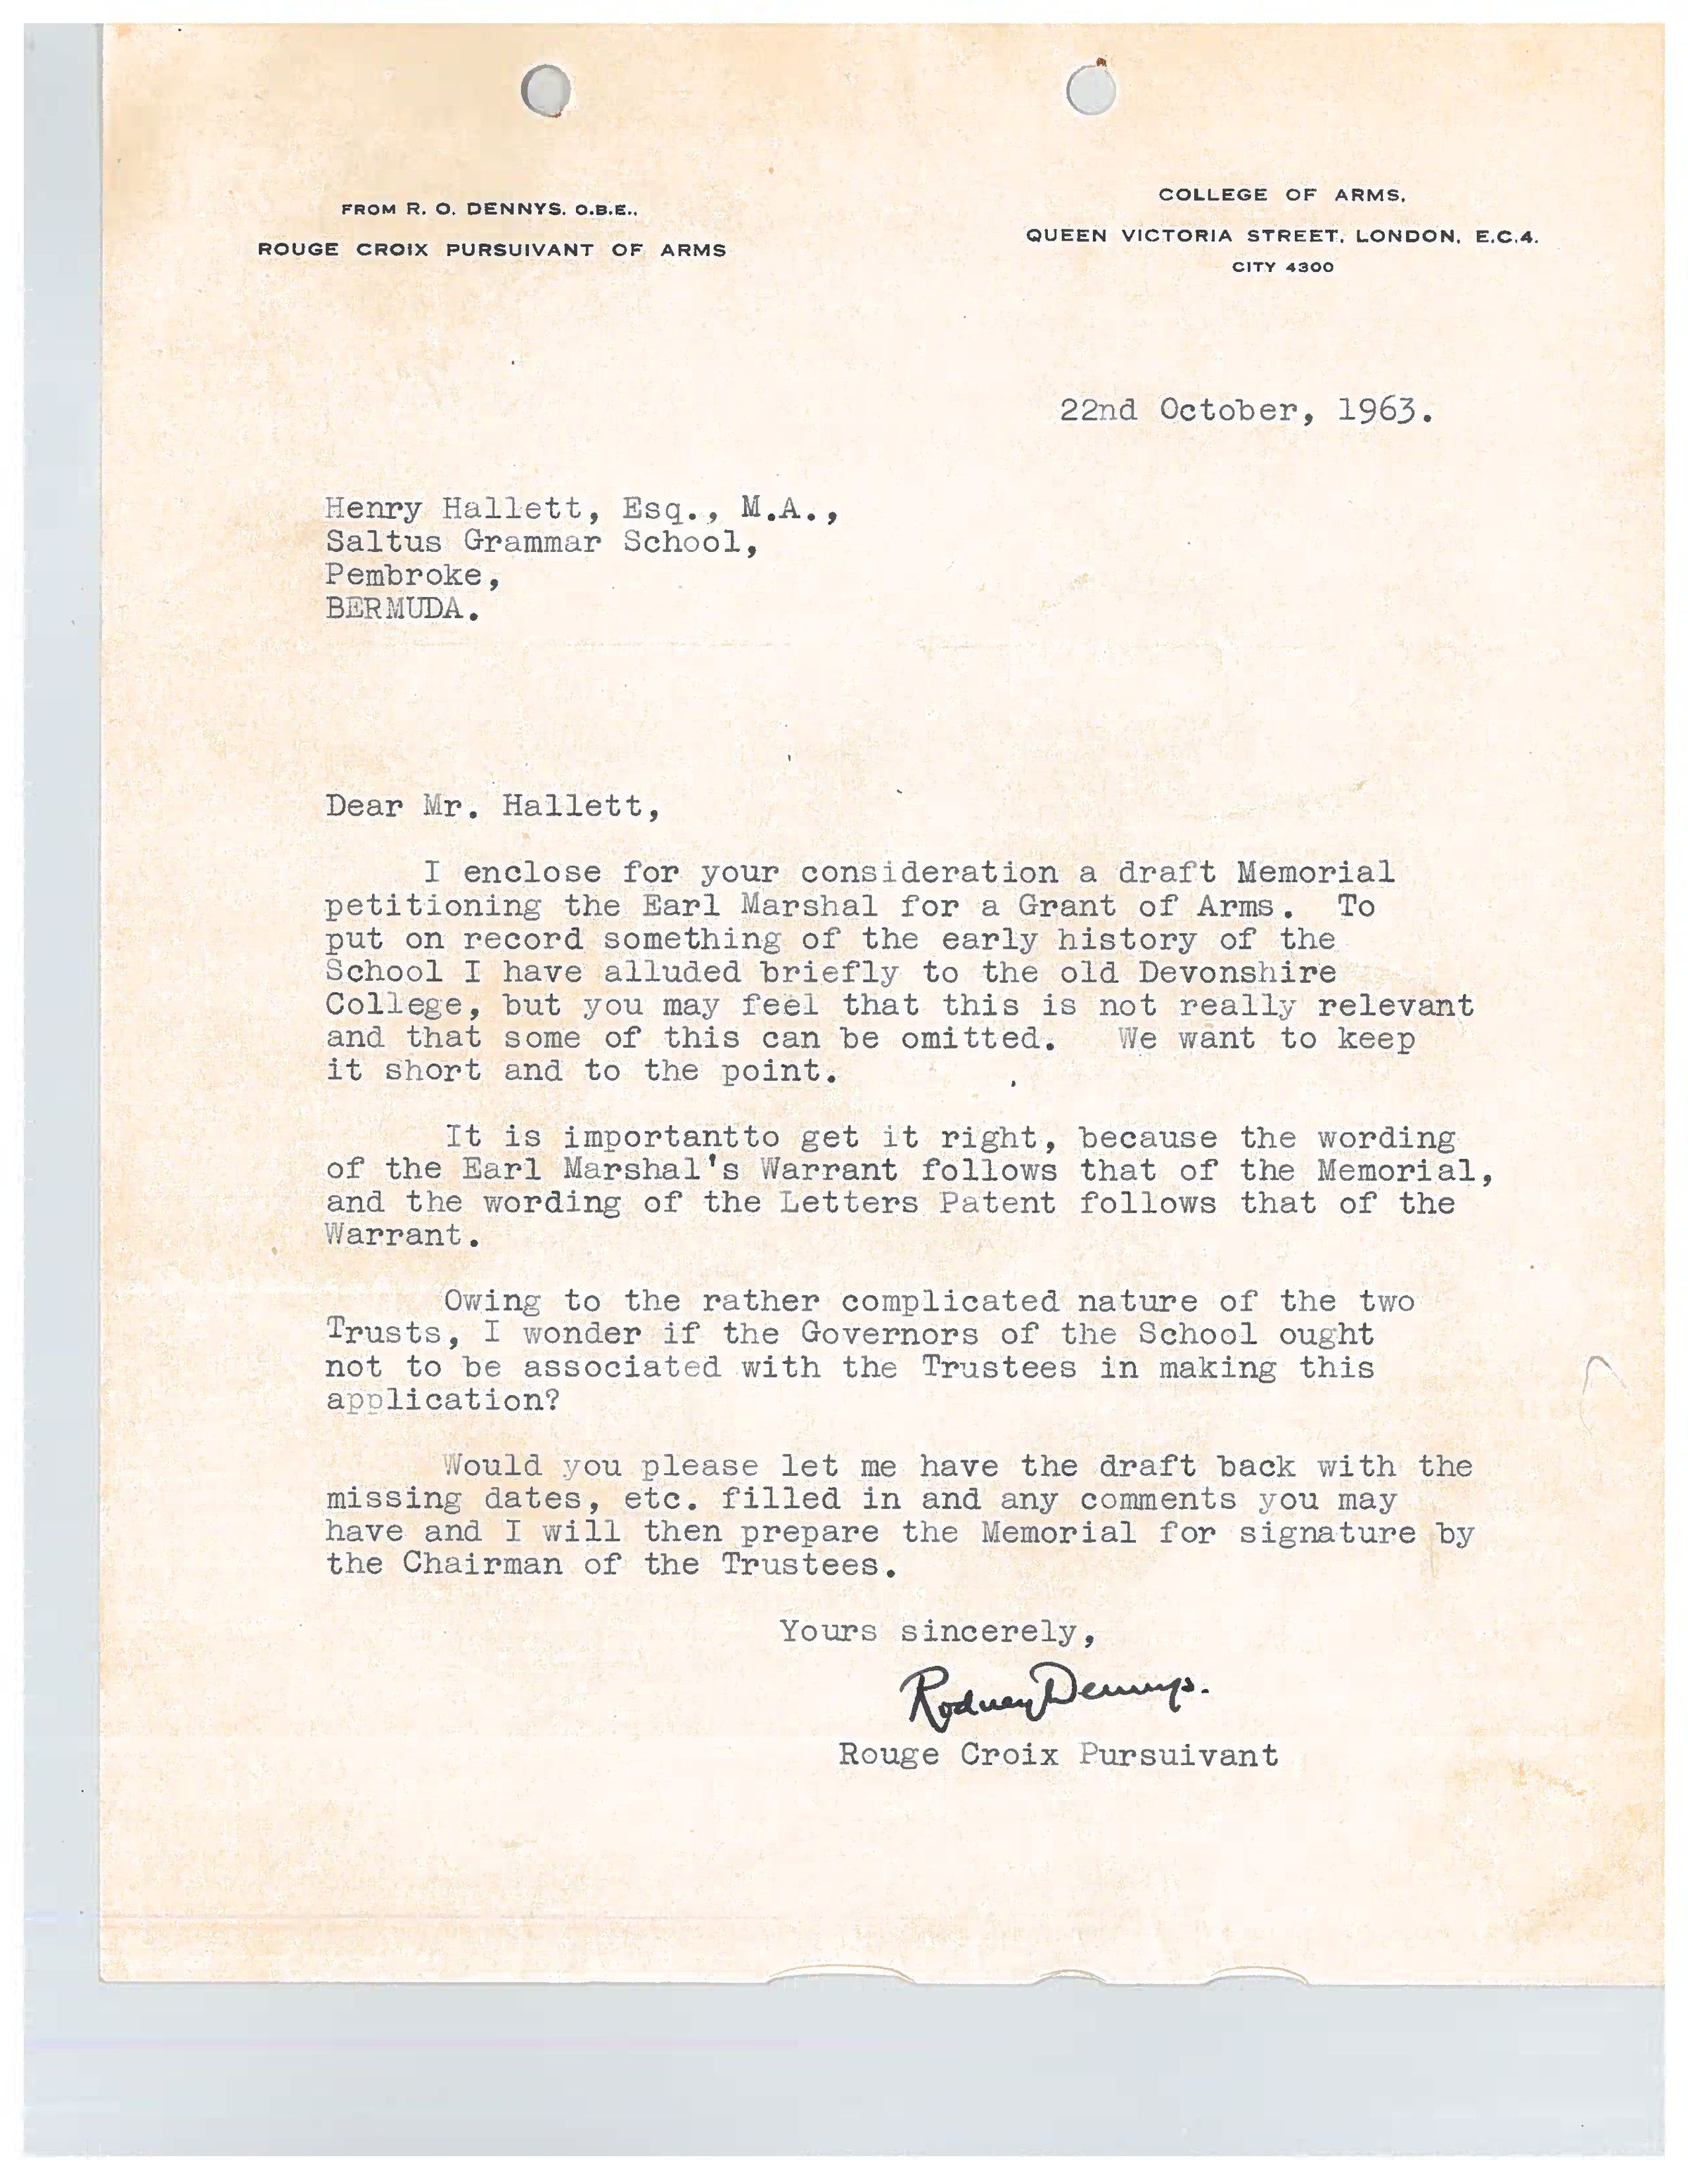 FROM R. O. DENNYS. O.B.E.,
ROUGE CROIX PURSUIVANT OF ARMS
COLLEGE OF ARMS,
QUEEN VICTORIA STREET, LONDON, E.C.4.
CITY 4300
22nd October, 1963.
Henry Hallett, Esq., M.A.,
Saltus Grammar School,
Pembroke,
BERMUDA.
Dear Mr. Hallett,
I enclose for your consideration a draft Memorial
petitioning the Earl Marshal for a Grant of Arms. To
put on record something of the early history of the
School I have alluded briefly to the old Devonshire
College, but you may feel that this is not really relevant
and that some of this can be omitted. We want to keep
it short and to the point.
It is importantto get it right, because the wording
of the Earl Marshal's Warrant follows that of the Memorial,
and the wording of the Letters Patent follows that of the
Warrant.
Owing to the rather complicated nature of the two
Trusts, I wonder if the Governors of the School ought
not to be associated with the Trustees in making this
application?
Would you please let me have the draft back with the
missing dates, etc. filled in and any comments you may
have and I will then prepare the Memorial for signature by
the Chairman of the Trustees.
Yours sincerely,
Rodney Dennys.
Rouge Croix Pursuivant